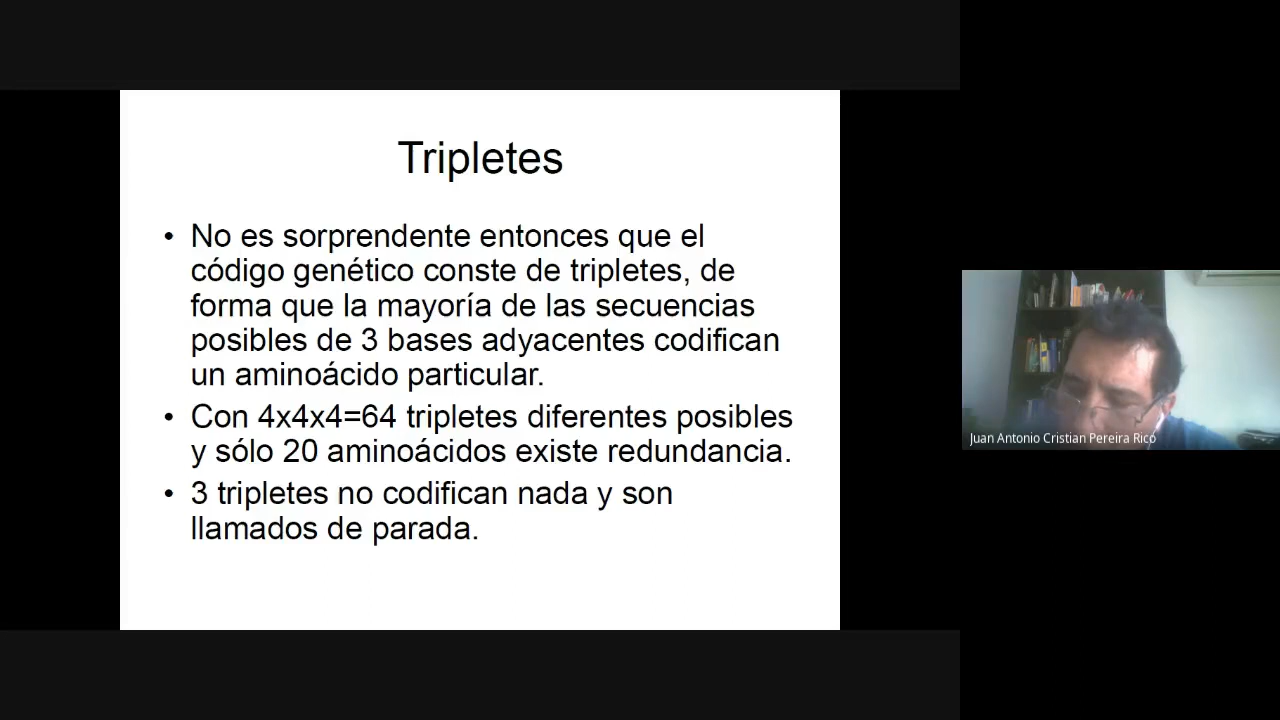 Tripletes
• No es sorprendente entonces que el
código genético conste de tripletes, de
forma que la mayoría de las secuencias
posibles de 3 bases adyacentes codifican
un aminoácido particular.
• Con 4x4x4=64 tripletes diferentes posibles
y sólo 20 aminoácidos existe redundancia.
• 3 tripletes no codifican nada y son
llamados de parada.
Juan Antonio Cristian Pereira Rico